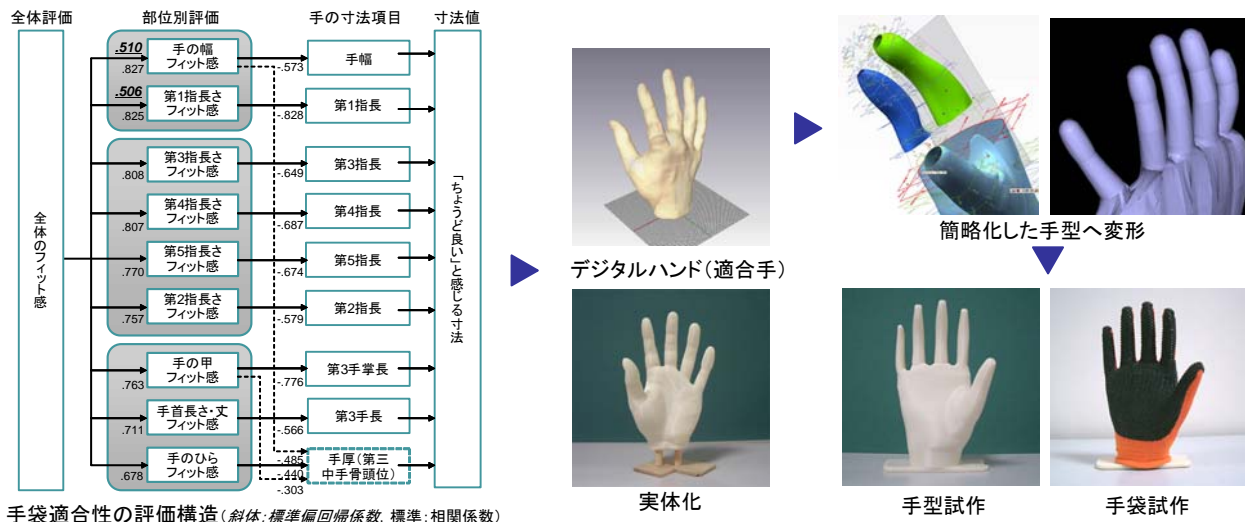 全体評価
部位別評価
手の寸法項目
寸法値
全体のフィット感
.510
.827
手の幅
フィット感
-.573
手幅
.506
.825
第1指長さ
フィット感
-.828
第1指長
.808
第3指長さ
フィット感
-.649
第3指長
.807
第4指長さ
フィット感
-.687
第4指長
.770
第5指長さ
フィット感
-.674
第5指長
.757
第2指長さ
フィット感
-.579
第2指長
.763
手の甲
フィット感
-.776
第3手掌長
.711
手首長さ・丈
フィット感
-.566
第3手長
.678
手のひら
フィット感
-.485
-.440
-.303
手厚(第三
中手骨頭位)
「ちょうど良い」と感じる寸法
手袋適合性の評価構造(斜体:標準偏回帰係数, 標準:相関係数)
デジタルハンド(適合手)
実体化
簡略化した手型へ変形
手型試作
手袋試作